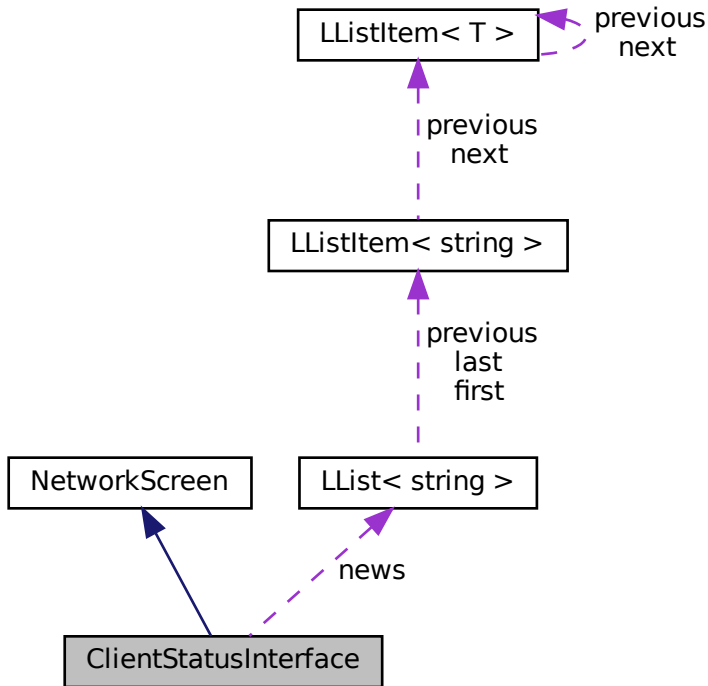 LListItem< T >
previous
next
previous
next
LListItem< string >
previous
last
first
NetworkScreen
LList< string >
news
ClientStatusInterface